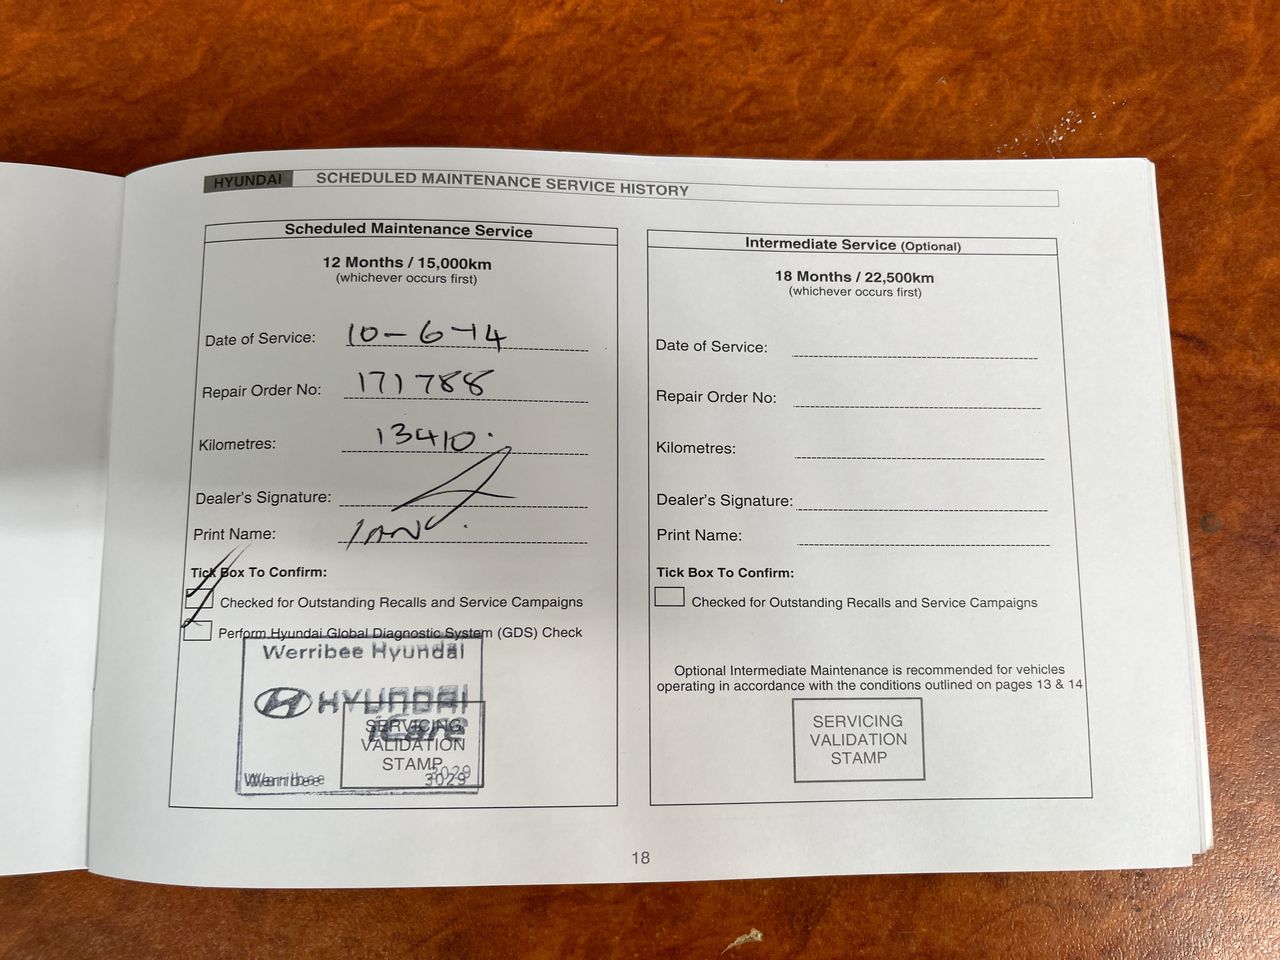 HYUNDAI SCHEDULED MAINTENANCE SERVICE HISTORY
Scheduled Maintenance Service
12 Months / 15,000km
(whichever occurs first)
Date of Service: 10-6-14
Repair Order No: 171788
Kilometres: 13410.
Dealer's Signature:
Print Name: IAN
Tick Box To Confirm:
Checked for Outstanding Recalls and Service Campaigns
Perform Hyundai Global Diagnostic System (GDS) Check
Werribee Hyundai
HYUNDAI
iCare
SERVICING
VALIDATION
STAMP
Werribee 3029
Intermediate Service (Optional)
18 Months / 22,500km
(whichever occurs first)
Date of Service:
Repair Order No:
Kilometres:
Dealer's Signature:
Print Name:
Tick Box To Confirm:
Checked for Outstanding Recalls and Service Campaigns
Optional Intermediate Maintenance is recommended for vehicles
operating in accordance with the conditions outlined on pages 13 & 14
SERVICING
VALIDATION
STAMP
18